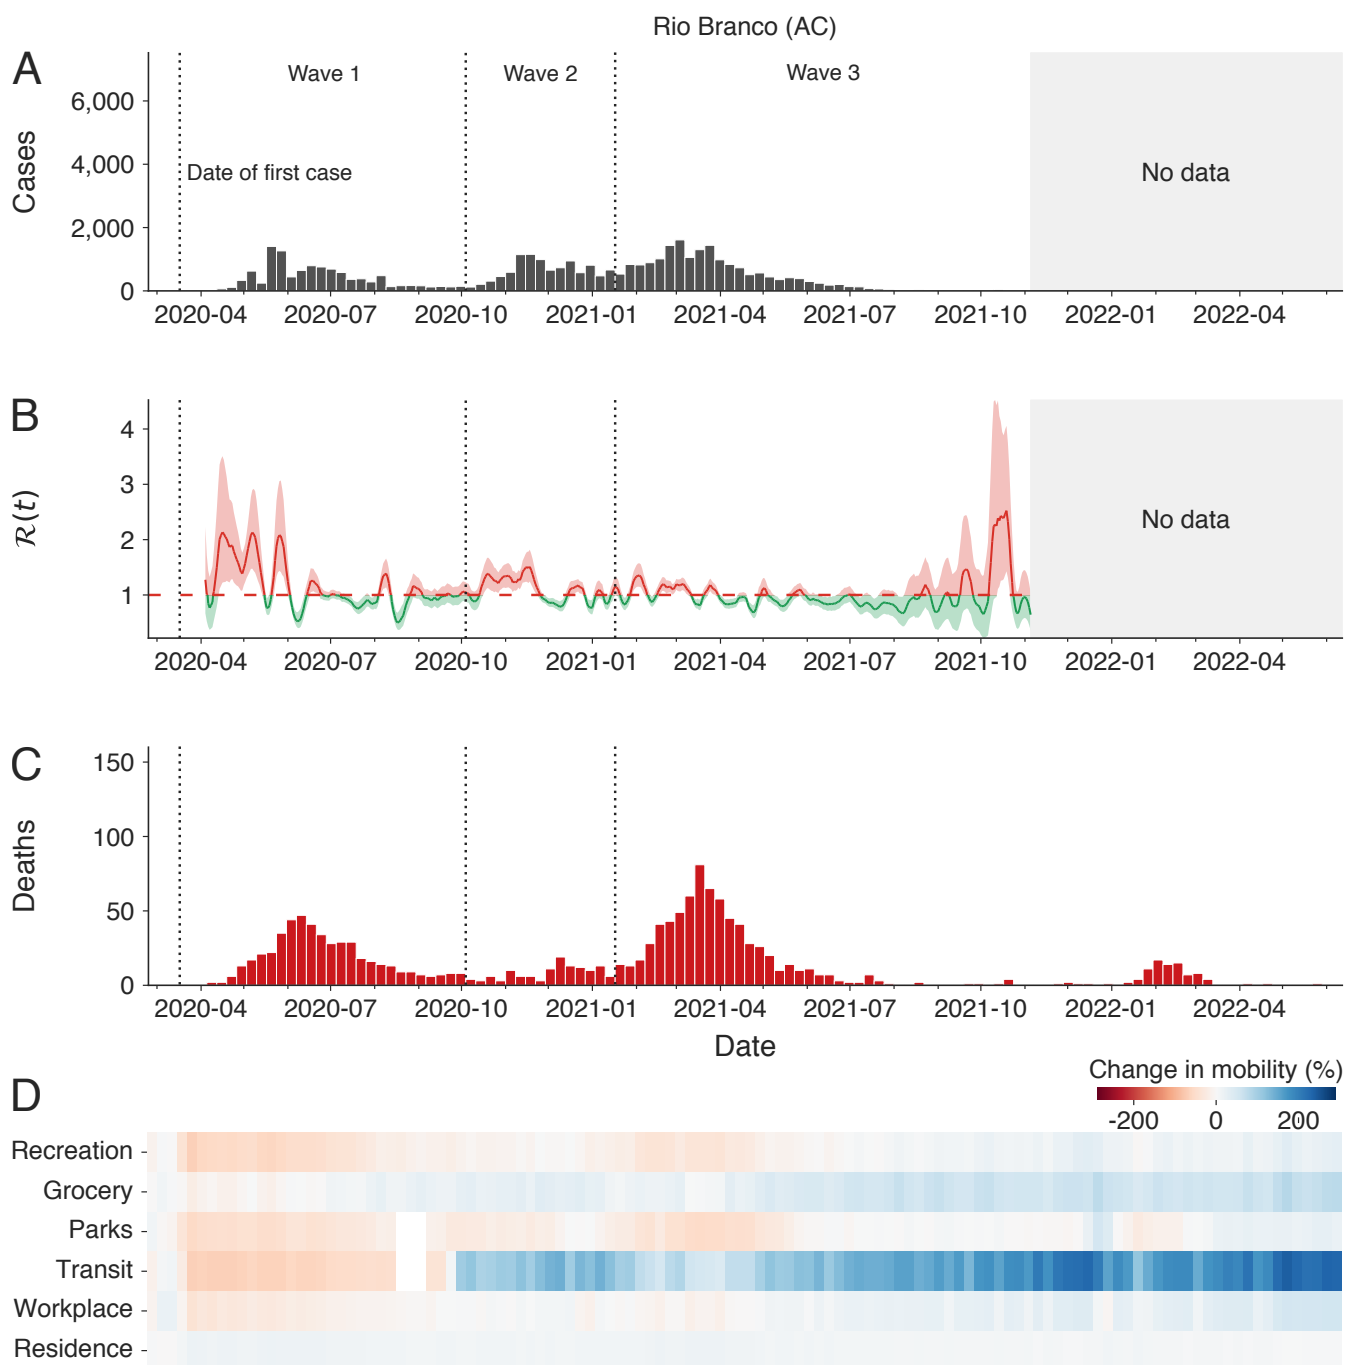 Rio Branco (AC)
A
Wave 1
Wave 2
Wave 3
Cases
6,000
4,000
2,000
0
Date of first case
No data
2020-04
2020-07
2020-10
2021-01
2021-04
2021-07
2021-10
2022-01
2022-04
B
R(t)
4
3
2
1
No data
2020-04
2020-07
2020-10
2021-01
2021-04
2021-07
2021-10
2022-01
2022-04
C
Deaths
150
100
50
0
2020-04
2020-07
2020-10
2021-01
2021-04
2021-07
2021-10
2022-01
2022-04
Date
D
Change in mobility (%)
-200
0
200
Recreation
Grocery
Parks
Transit
Workplace
Residence